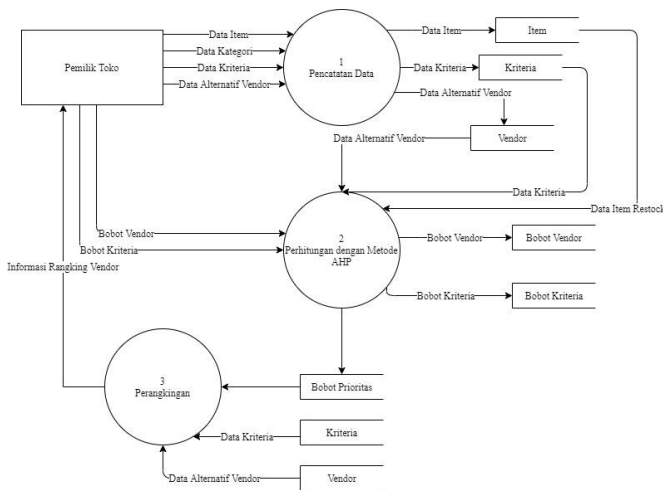 Data Item
Data Kategori
Data Kriteria
Data Alternatif Vendor
Pemilik Toko
1
Pencatatan Data
Data Item
Item
Data Kriteria
Kriteria
Data Alternatif Vendor
Data Alternatif Vendor
Vendor
Data Kriteria
Data Item Restock
Bobot Vendor
Bobot Kriteria
2
Perhitungan dengan Metode
AHP
Bobot Vendor
Bobot Vendor
Bobot Kriteria
Bobot Kriteria
Informasi Rangking Vendor
3
Perangkingan
Bobot Prioritas
Data Kriteria
Kriteria
Data Alternatif Vendor
Vendor